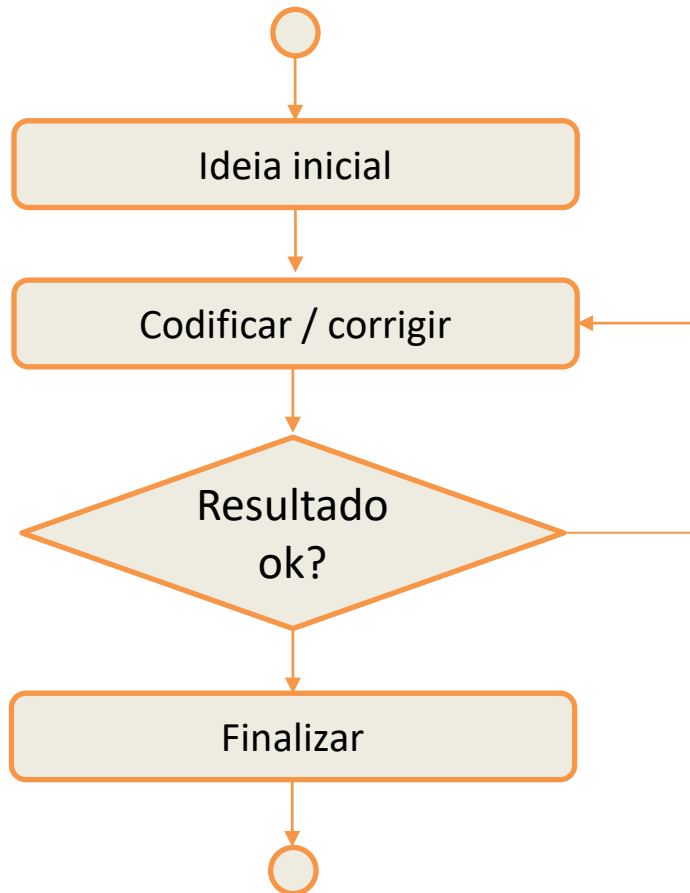 Ideia inicial
Codificar / corrigir
Resultado
ok?
Finalizar